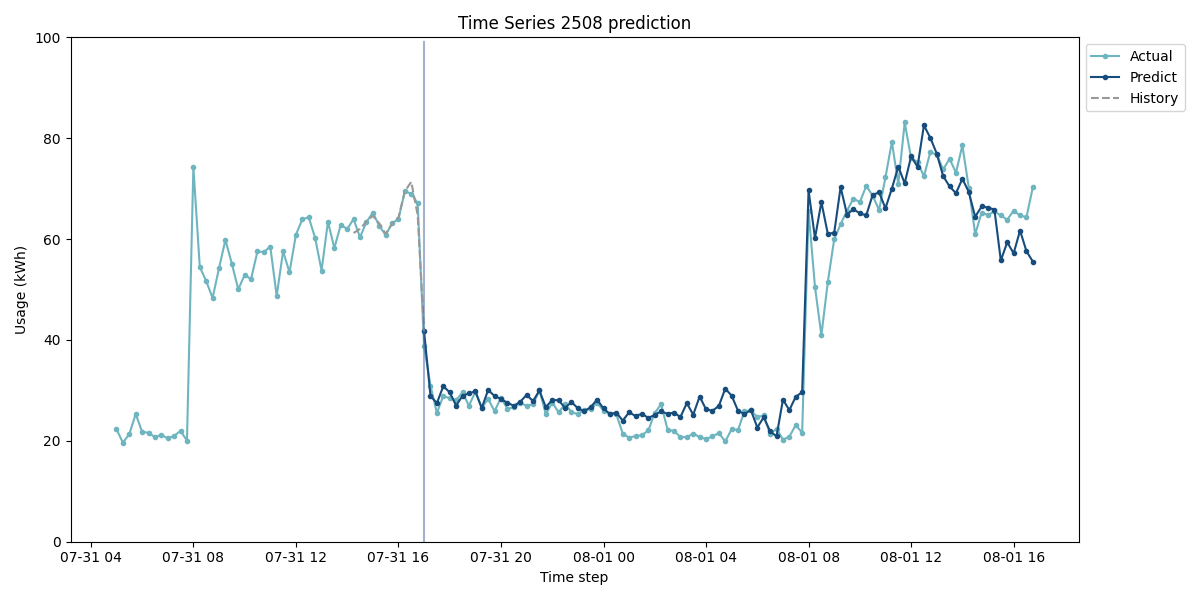 Time Series 2508 prediction
Usage (kWh)
100
80
60
40
20
0
07-31 04 07-31 08 07-31 12 07-31 16 07-31 20 08-01 00 08-01 04 08-01 08 08-01 12 08-01 16
Time step
Actual
Predict
History